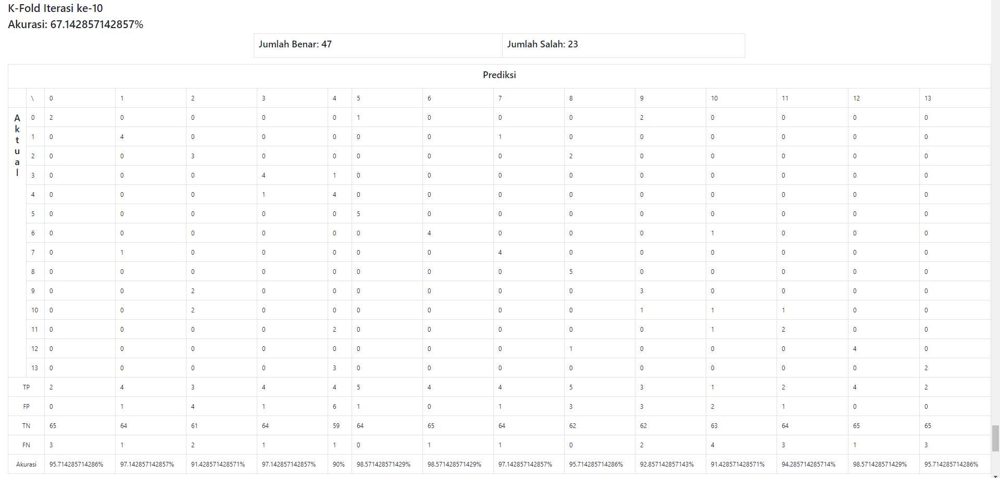 K-Fold Iterasi ke-10
Akurasi: 67.142857142857%
Jumlah Benar: 47 Jumlah Salah: 23
Prediksi
\ 0 1 2 3 4 5 6 7 8 9 10 11 12 13
Aktual
0 2 0 0 0 0 1 0 0 0 2 0 0 0 0
1 0 4 0 0 0 0 0 1 0 0 0 0 0 0
2 0 0 3 0 0 0 0 0 2 0 0 0 0 0
3 0 0 0 4 1 0 0 0 0 0 0 0 0 0
4 0 0 0 1 4 0 0 0 0 0 0 0 0 0
5 0 0 0 0 0 5 0 0 0 0 0 0 0 0
6 0 0 0 0 0 0 4 0 0 0 1 0 0 0
7 0 1 0 0 0 0 0 4 0 0 0 0 0 0
8 0 0 0 0 0 0 0 0 5 0 0 0 0 0
9 0 0 2 0 0 0 0 0 0 3 0 0 0 0
10 0 0 2 0 0 0 0 0 0 1 1 1 0 0
11 0 0 0 0 2 0 0 0 0 0 1 2 0 0
12 0 0 0 0 0 0 0 0 1 0 0 0 4 0
13 0 0 0 0 3 0 0 0 0 0 0 0 0 2
TP 2 4 3 4 4 5 4 4 5 3 1 2 4 2
FP 0 1 4 1 6 1 0 1 3 3 2 1 0 0
TN 65 64 61 64 59 64 65 64 62 62 63 64 65 65
FN 3 1 2 1 1 0 1 1 0 2 4 3 1 3
Akurasi 95.714285714286% 97.142857142857% 91.428571428571% 97.142857142857% 90% 98.571428571429% 98.571428571429% 97.142857142857% 95.714285714286% 92.857142857143% 91.428571428571% 94.285714285714% 98.571428571429% 95.714285714286%